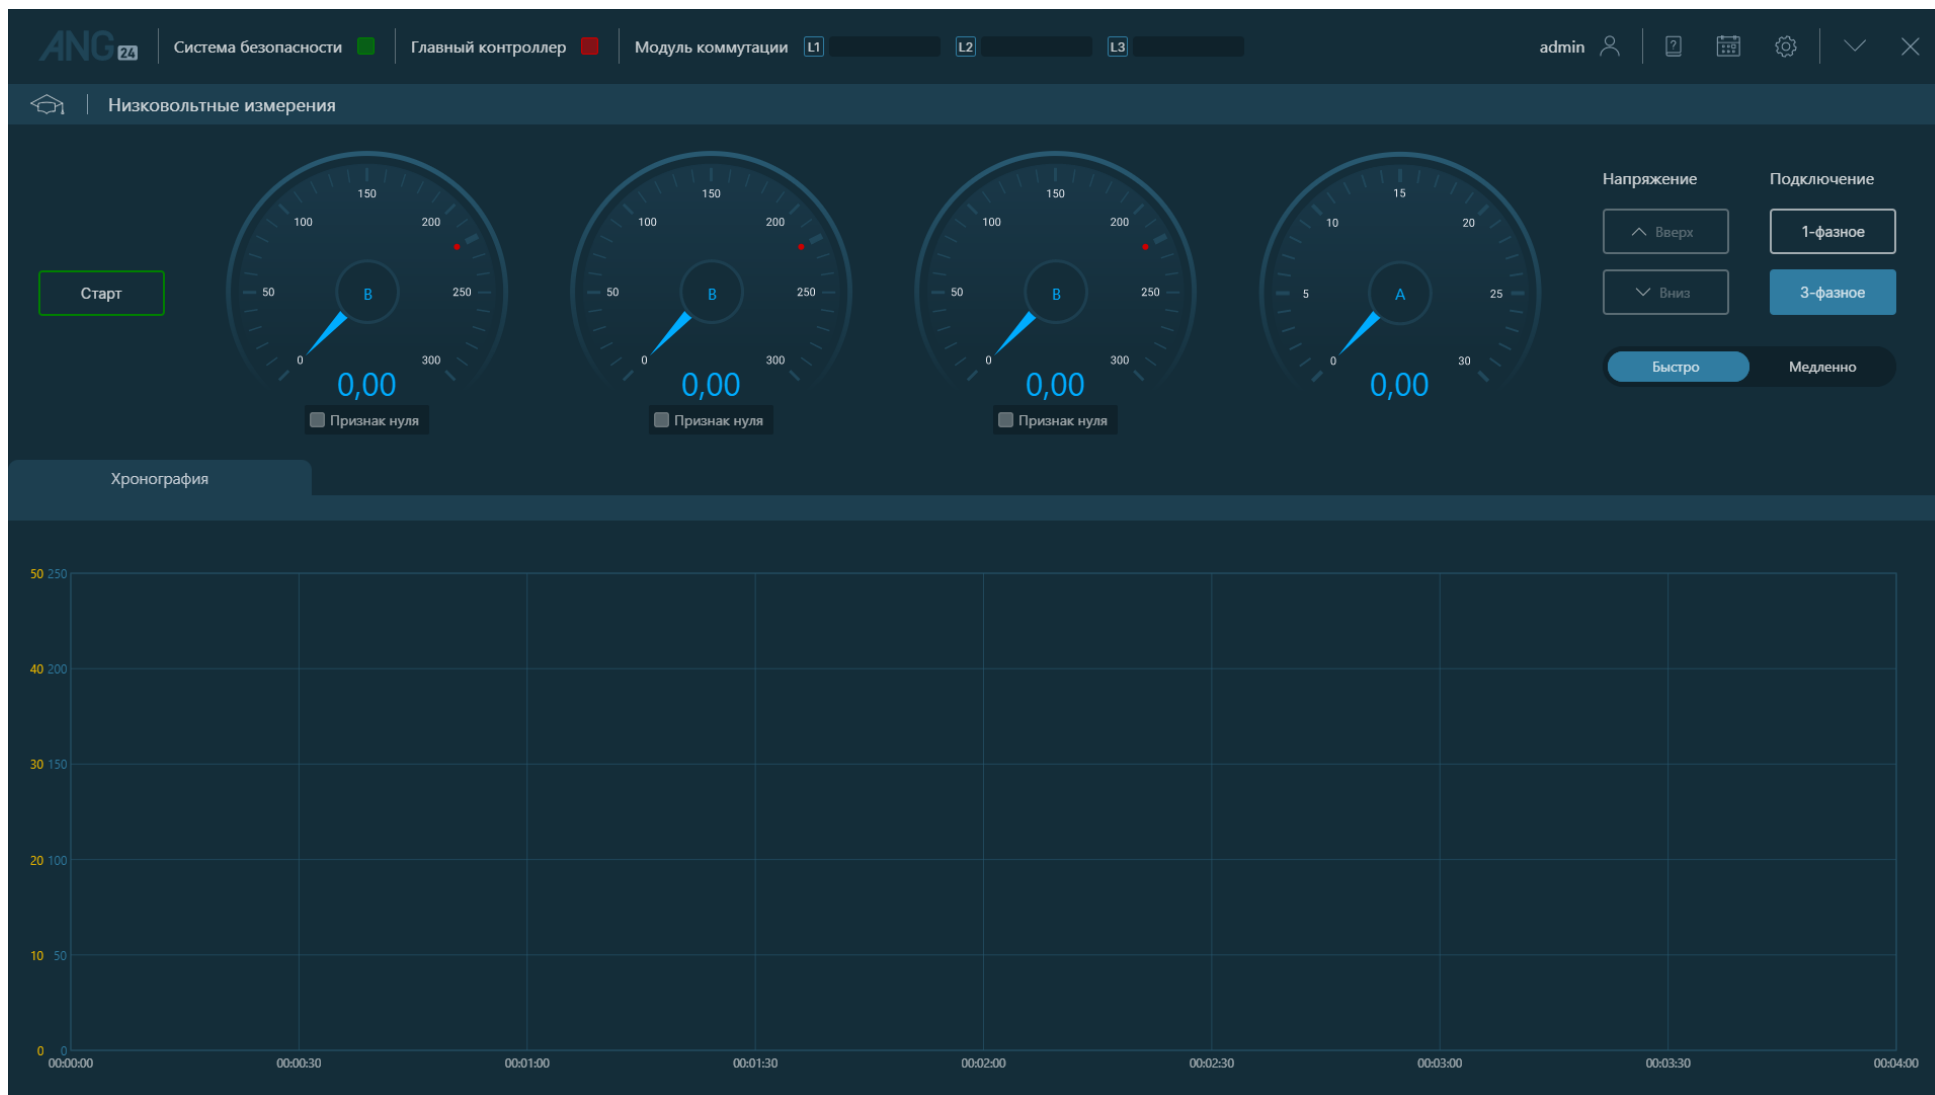 ANG 24 Система безопасности Главный контроллер Модуль коммутации L1 L2 L3 admin ?
Низковольтные измерения
Старт
0 50 100 150 200 250 300
В
0,00
Признак нуля
0 50 100 150 200 250 300
В
0,00
Признак нуля
0 50 100 150 200 250 300
В
0,00
Признак нуля
0 5 10 15 20 25 30
А
0,00
Напряжение Подключение
Вверх 1-фазное
Вниз 3-фазное
Быстро Медленно
Хронография
50 250
40 200
30 150
20 100
10 50
0 0
00:00:00 00:00:30 00:01:00 00:01:30 00:02:00 00:02:30 00:03:00 00:03:30 00:04:00